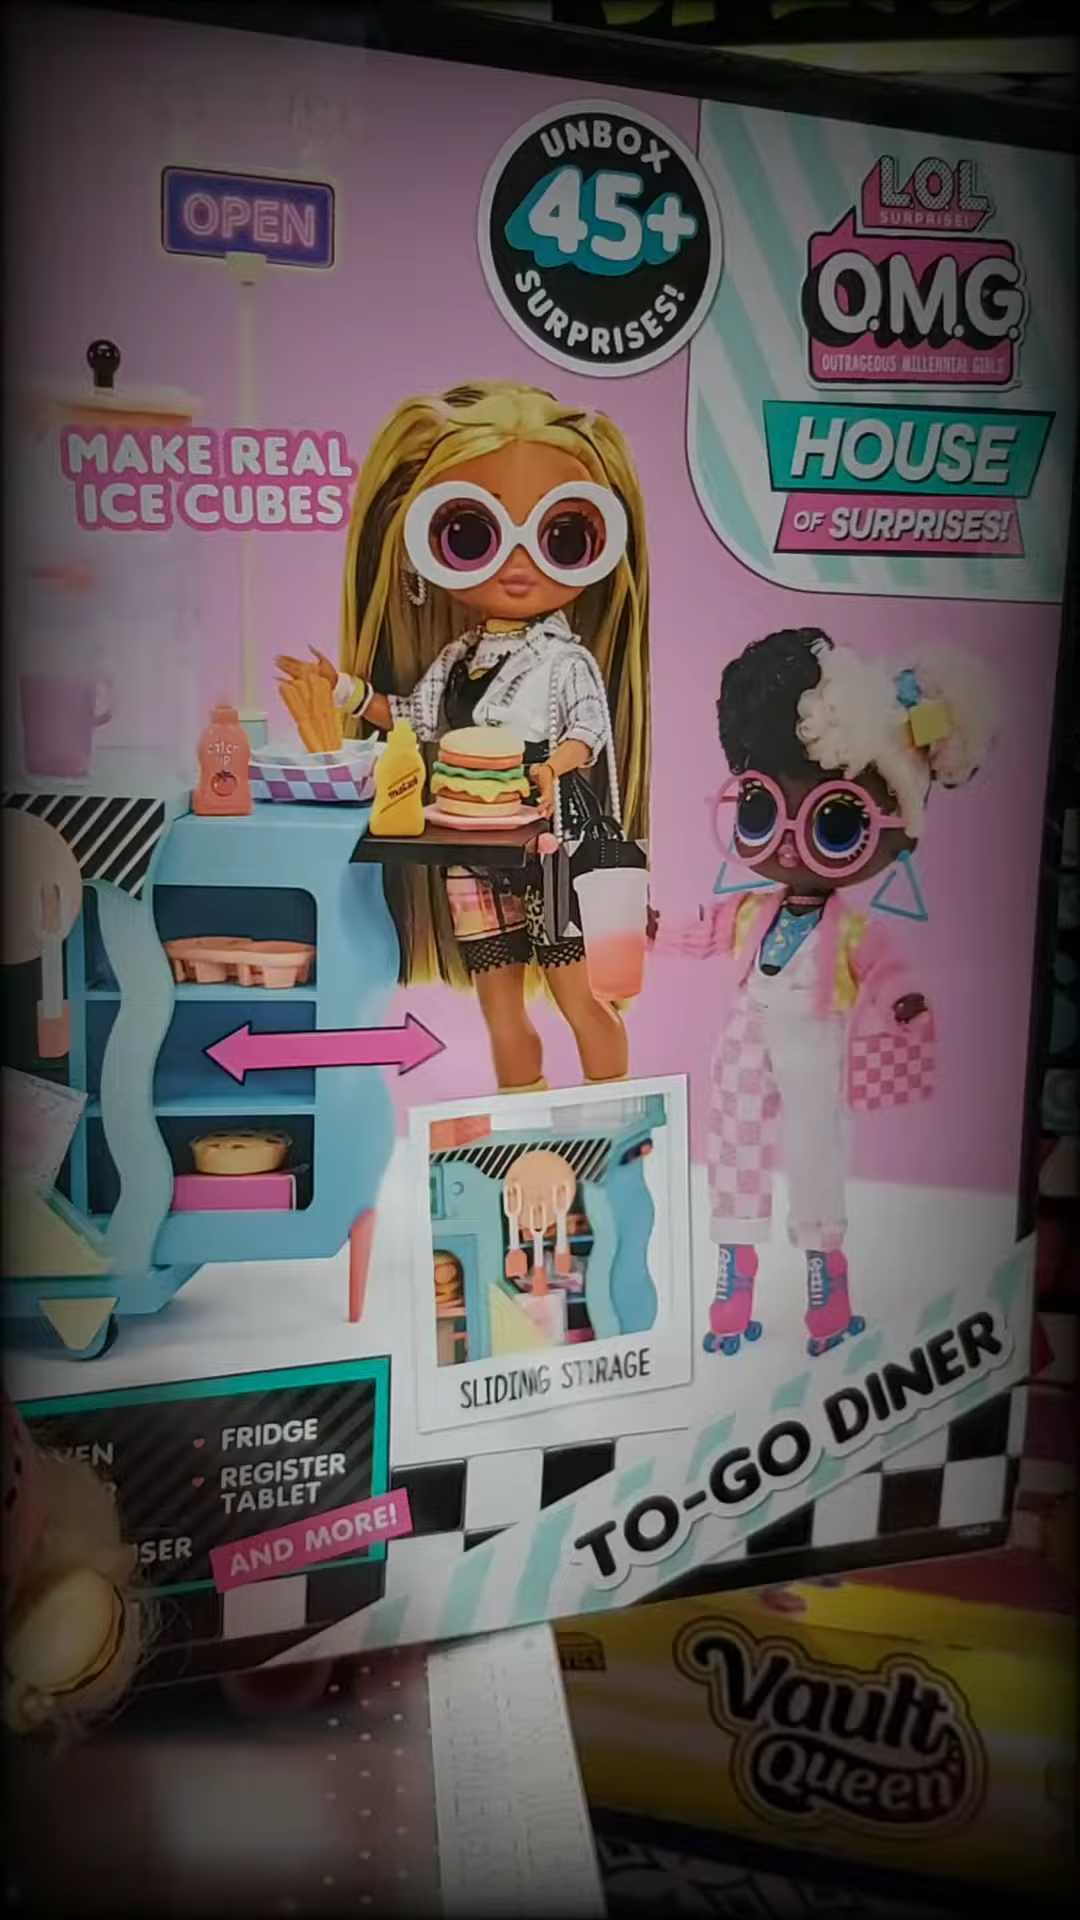 OPEN
UNBOX
45+
SURPRISES!
L.O.L
SURPRISE!
O.M.G.
OUTRAGEOUS MILLENNIAL GIRLS
HOUSE
OF SURPRISES!
MAKE REAL
ICE CUBES
SLIDING STORAGE
FRIDGE
REGISTER
TABLET
AND MORE!
TO-GO DINER
Vault
Queen